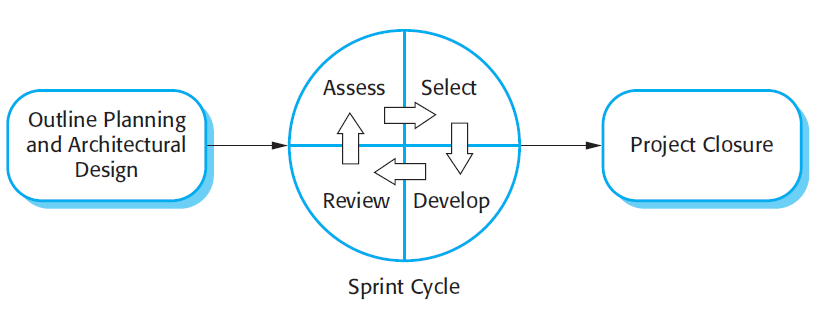 Outline Planning
and Architectural
Design
Assess
Select
Review
Develop
Sprint Cycle
Project Closure